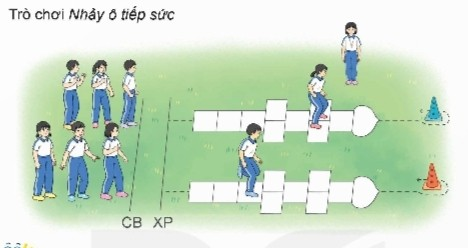 Trò chơi Nhảy ô tiếp sức
CB XP